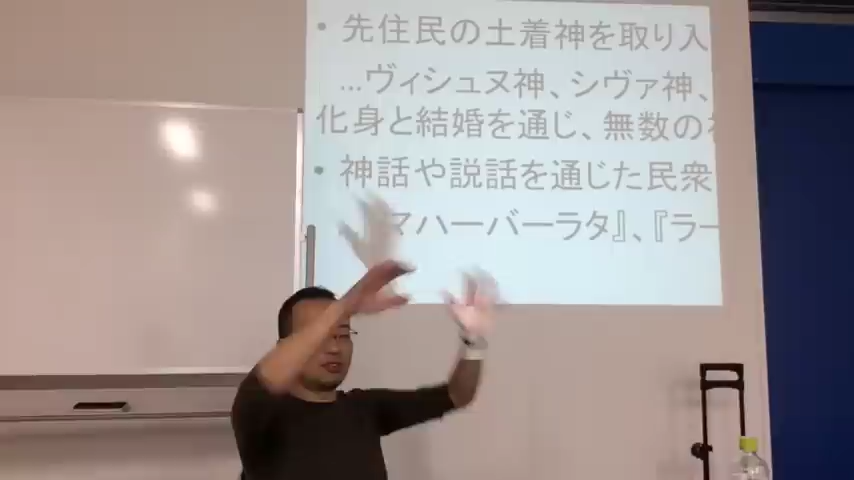 • 先住民の土着神を取り入
…ヴィシュヌ神、シヴァ神、
化身と結婚を通じ、無数の
• 神話や説話を通じた民衆
マハーバーラタ』、『ラー